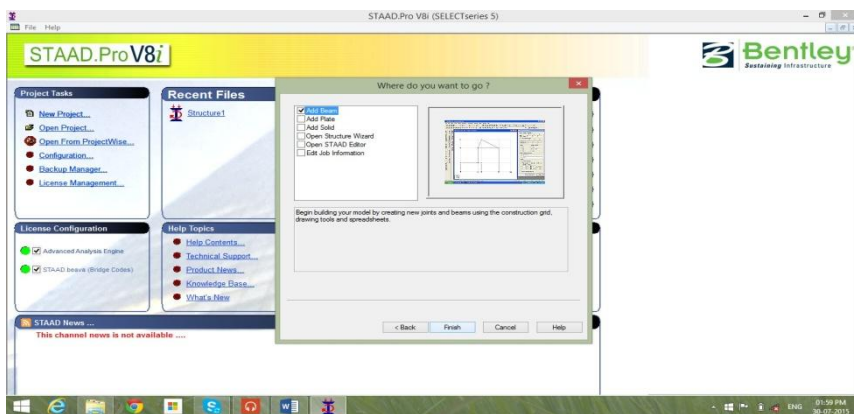 STAAD.Pro V8i (SELECTseries 5)
File Help
STAAD.Pro V8i
Bentley
Sustaining Infrastructure
Project Tasks
New Project...
Open Project...
Open From ProjectWise...
Configuration...
Backup Manager...
License Management...
Recent Files
Structure1
License Configuration
Advanced Analysis Engine
STAAD beava (Bridge Codes)
Help Topics
Help Contents...
Technical Support...
Product News...
Knowledge Base...
What's New
STAAD News ...
This channel news is not available ....
Where do you want to go ?
Add Beam
Add Plate
Add Solid
Open Structure Wizard
Open STAAD Editor
Edit Job Information
Begin building your model by creating new joints and beams using the construction grid,
drawing tools and spreadsheets.
< Back Finish Cancel Help
ENG
01:59 PM
30-07-2015